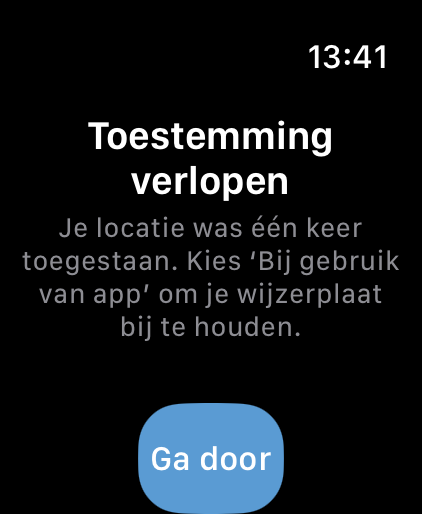 13:41
Toestemming
verlopen
Je locatie was één keer
toegestaan. Kies ‘Bij gebruik
van app’ om je wijzerplaat
bij te houden.
Ga door